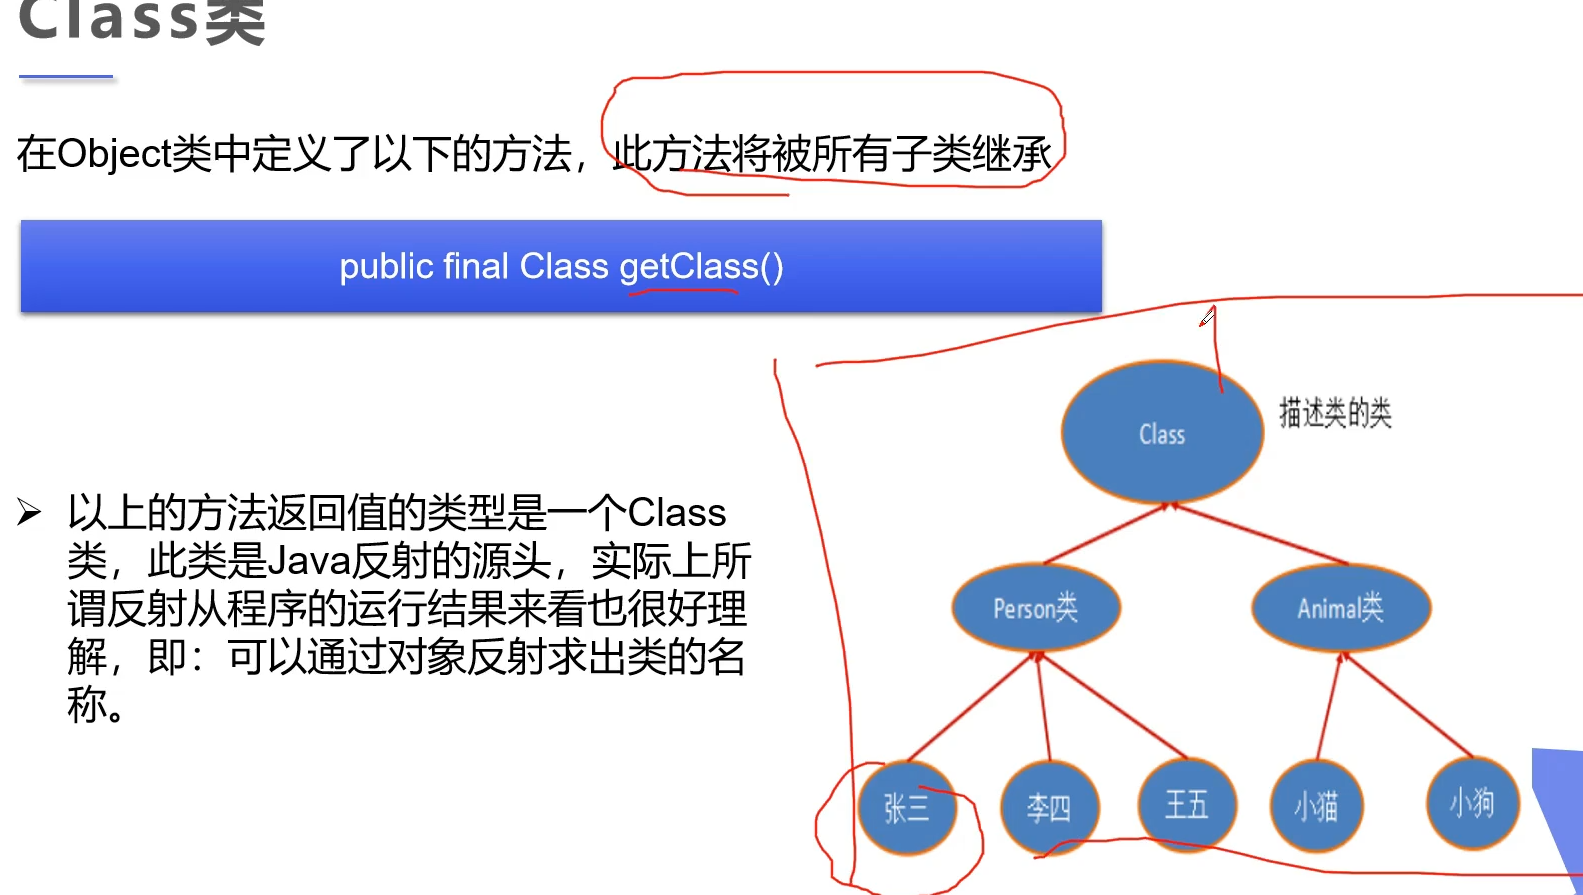 Class类
在Object类中定义了以下的方法，此方法将被所有子类继承
public final Class getClass()
Class
描述类的类
以上的方法返回值的类型是一个Class
类，此类是Java反射的源头，实际上所
谓反射从程序的运行结果来看也很好理
解，即：可以通过对象反射求出类的名
称。
Person类
Animal类
张三
李四
王五
小猫
小狗